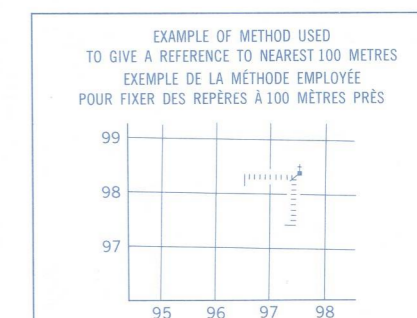 EXAMPLE OF METHOD USED
TO GIVE A REFERENCE TO NEAREST 100 METRES
EXEMPLE DE LA MÉTHODE EMPLOYÉE
POUR FIXER DES REPÈRES À 100 MÈTRES PRÈS
99
98
97
95 96 97 98